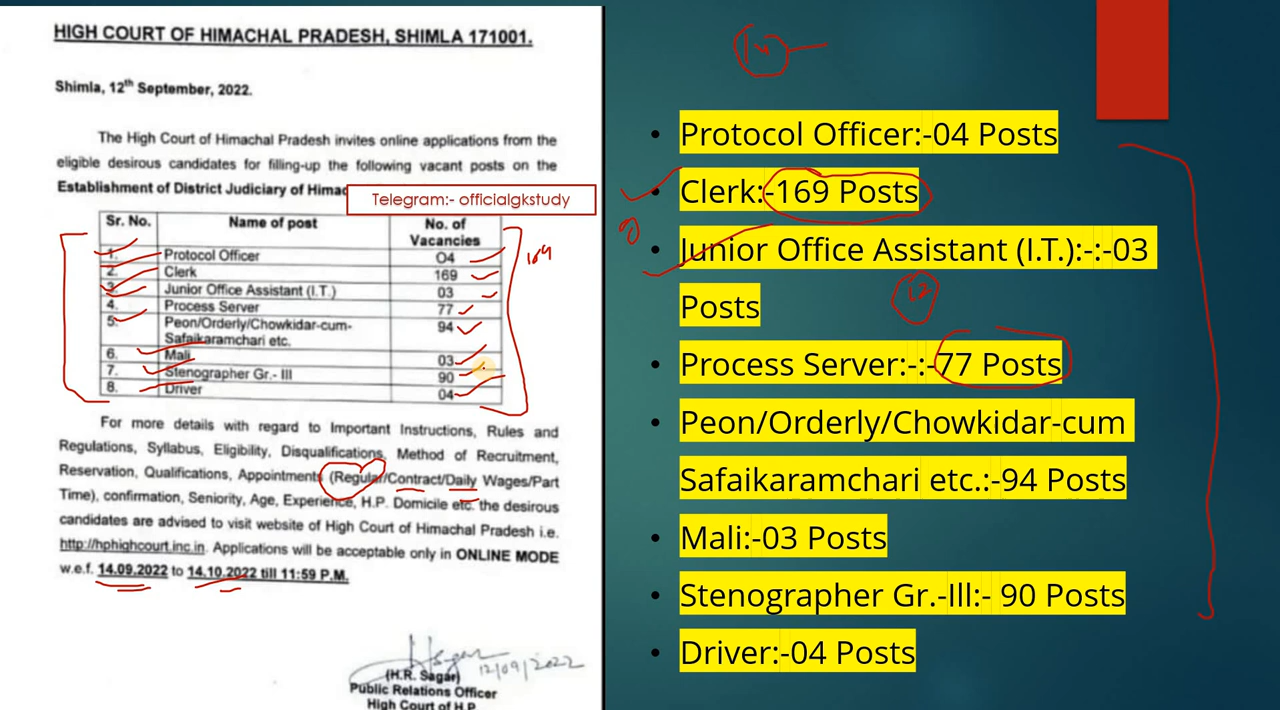 HIGH COURT OF HIMACHAL PRADESH, SHIMLA 171001.
Shimla, 12th September, 2022.
The High Court of Himachal Pradesh invites online applications from the
eligible desirous candidates for filling-up the following vacant posts on the
Establishment of District Judiciary of Himac
Telegram:- officialgkstudy
Sr. No. Name of post No. of
Vacancies
1. Protocol Officer 04
2. Clerk 169
3. Junior Office Assistant (I.T.) 03
4. Process Server 77
5. Peon/Orderly/Chowkidar-cum- 94
Safaikaramchari etc.
6. Mali 03
7. Stenographer Gr.- III 90
8. Driver 04
For more details with regard to Important Instructions, Rules and
Regulations, Syllabus, Eligibility, Disqualifications, Method of Recruitment,
Reservation, Qualifications, Appointments (Regular/Contract/Daily Wages/Part
Time), confirmation, Seniority, Age, Experience, H.P. Domicile etc. the desirous
candidates are advised to visit website of High Court of Himachal Pradesh i.e.
http://hphighcourt.inc.in. Applications will be acceptable only in ONLINE MODE
w.e.f. 14.09.2022 to 14.10.2022 till 11:59 P.M.
12/09/2022
(H.R. Sagar)
Public Relations Officer
High Court of H.P.
• Protocol Officer:-04 Posts
• Clerk:-169 Posts
• Junior Office Assistant (I.T.):-:-03
Posts
• Process Server:-:-77 Posts
• Peon/Orderly/Chowkidar-cum
Safaikaramchari etc.:-94 Posts
• Mali:-03 Posts
• Stenographer Gr.-Ill:- 90 Posts
• Driver:-04 Posts